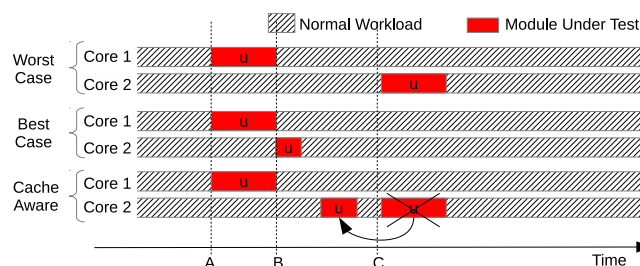 Normal Workload Module Under Test
Worst Case
Core 1 u
Core 2 u
Best Case
Core 1 u
Core 2 u
Cache Aware
Core 1 u
Core 2 u u
A B C Time